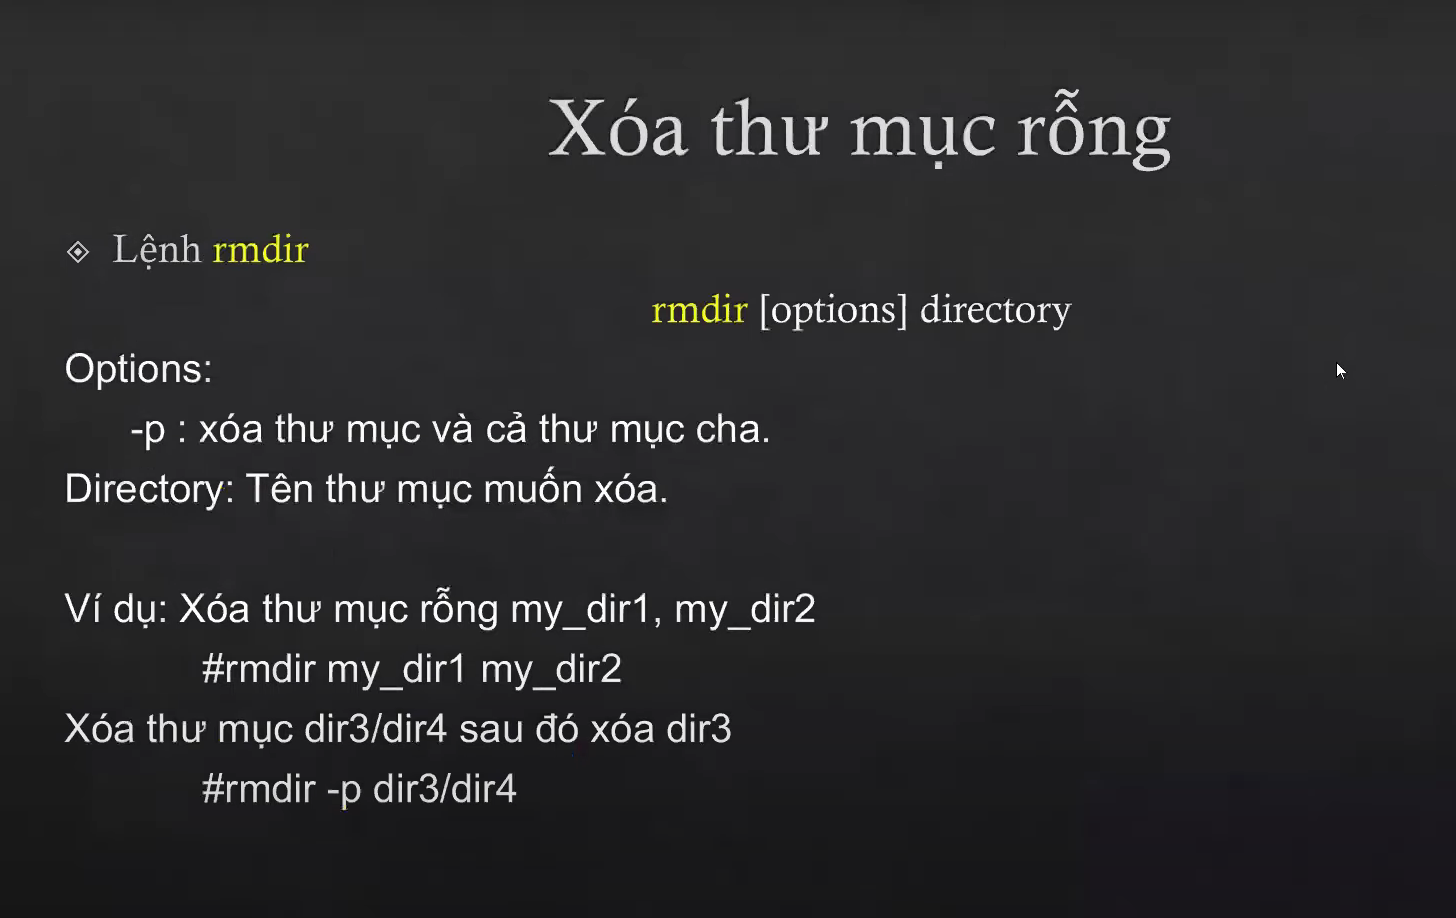 Xóa thư mục rỗng
Lệnh rmdir
rmdir [options] directory
Options:
-p : xóa thư mục và cả thư mục cha.
Directory: Tên thư mục muốn xóa.
Ví dụ: Xóa thư mục rỗng my_dir1, my_dir2
#rmdir my_dir1 my_dir2
Xóa thư mục dir3/dir4 sau đó xóa dir3
#rmdir -p dir3/dir4